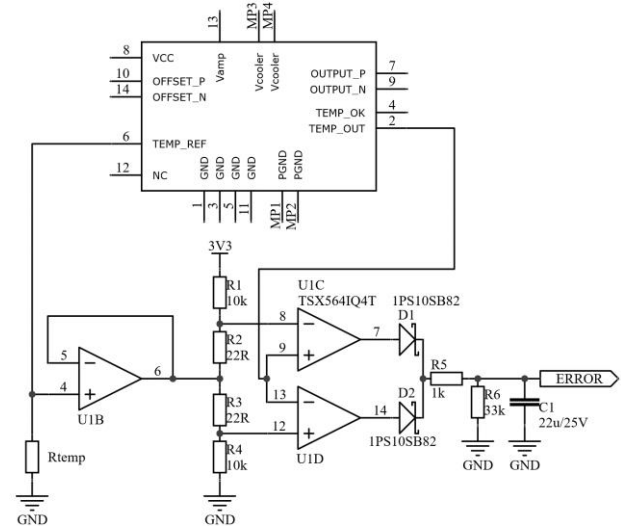 13
MP3
MP4
8
VCC
Vamp
Vcooler
Vcooler
OUTPUT_P
7
10
OFFSET_P
OUTPUT_N
9
14
OFFSET_N
TEMP_OK
4
TEMP_OUT
2
6
TEMP_REF
12
NC
GND
GND
GND
GND
PGND
PGND
1
3
5
11
MP1
MP2
3V3
R1
10k
U1C
TSX564IQ4T
1PS10SB82
D1
8
7
R2
22R
9
5
6
4
U1B
R3
22R
13
14
D2
12
1PS10SB82
U1D
R4
10k
R5
1k
ERROR
R6
33k
C1
22u/25V
GND
GND
Rtemp
GND
GND